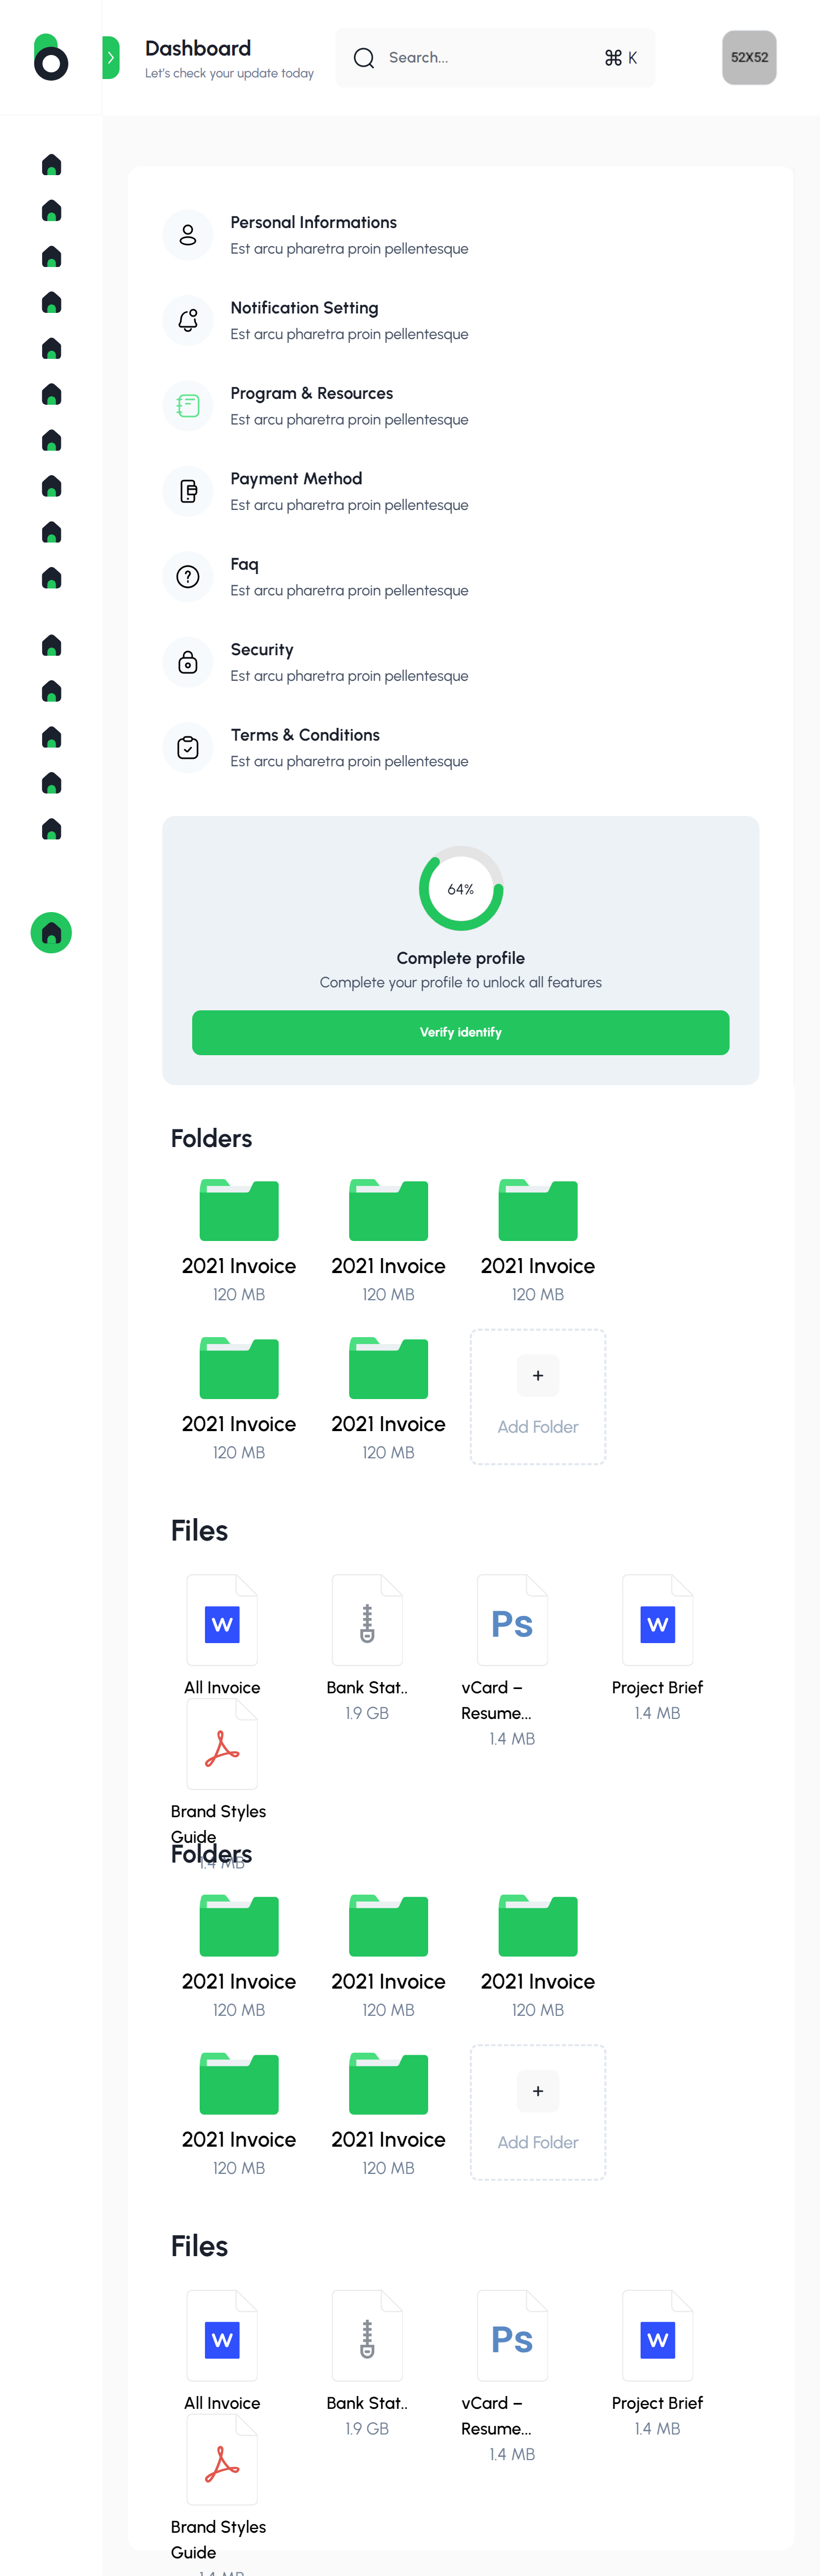 Dashboard
Let's check your update today
Search...
⌘ K
52X52
Personal Informations
Est arcu pharetra proin pellentesque
Notification Setting
Est arcu pharetra proin pellentesque
Program & Resources
Est arcu pharetra proin pellentesque
Payment Method
Est arcu pharetra proin pellentesque
Faq
Est arcu pharetra proin pellentesque
Security
Est arcu pharetra proin pellentesque
Terms & Conditions
Est arcu pharetra proin pellentesque
64%
Complete profile
Complete your profile to unlock all features
Verify identify
Folders
2021 Invoice
120 MB
2021 Invoice
120 MB
2021 Invoice
120 MB
2021 Invoice
120 MB
2021 Invoice
120 MB
+
Add Folder
Files
W
All Invoice
Bank Stat..
1.9 GB
Ps
vCard –
Resume...
1.4 MB
W
Project Brief
1.4 MB
Brand Styles
Guide
1.4 MB
Folders
2021 Invoice
120 MB
2021 Invoice
120 MB
2021 Invoice
120 MB
2021 Invoice
120 MB
2021 Invoice
120 MB
+
Add Folder
Files
W
All Invoice
Bank Stat..
1.9 GB
Ps
vCard –
Resume...
1.4 MB
W
Project Brief
1.4 MB
Brand Styles
Guide
1.4 MB